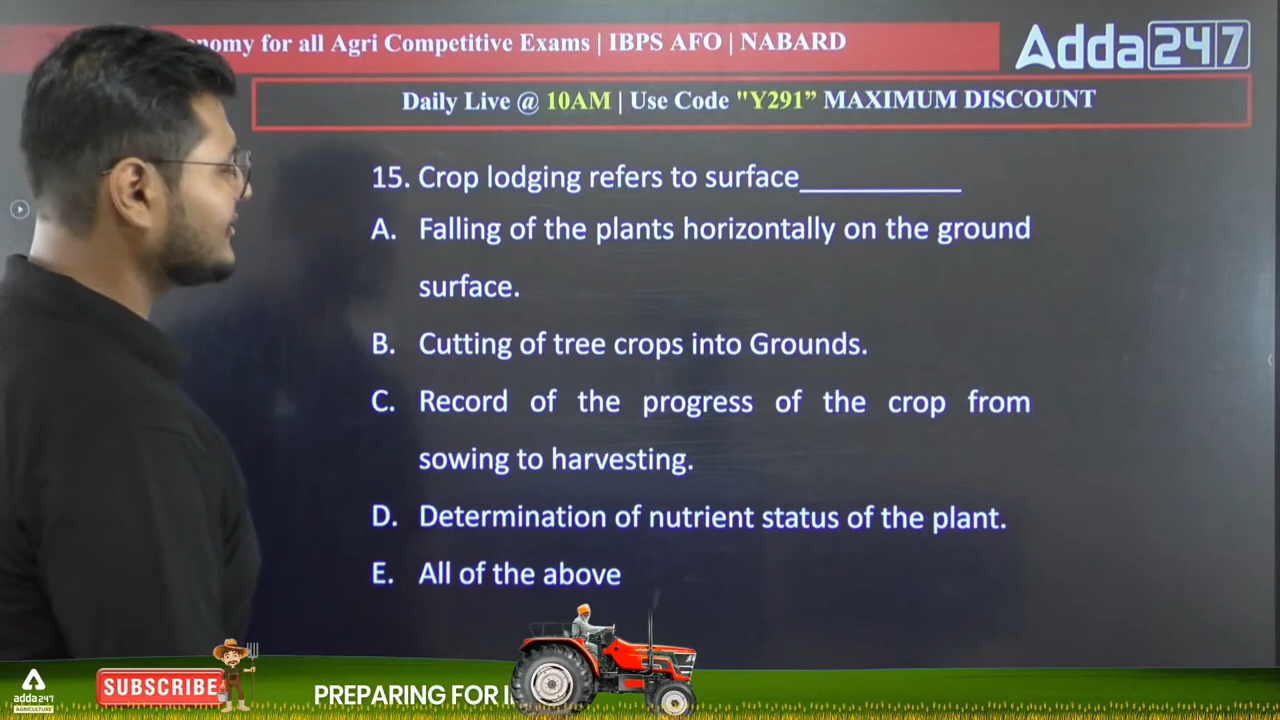 for all Agri Competitive Exams | IBPS AFO | NABARD
Adda247
Daily Live @ 10AM | Use Code "Y291” MAXIMUM DISCOUNT
15. Crop lodging refers to surface__________
A. Falling of the plants horizontally on the ground
surface.
B. Cutting of tree crops into Grounds.
C. Record of the progress of the crop from
sowing to harvesting.
D. Determination of nutrient status of the plant.
E. All of the above
adda247
AGRICULTURE
SUBSCRIBE
PREPARING FOR